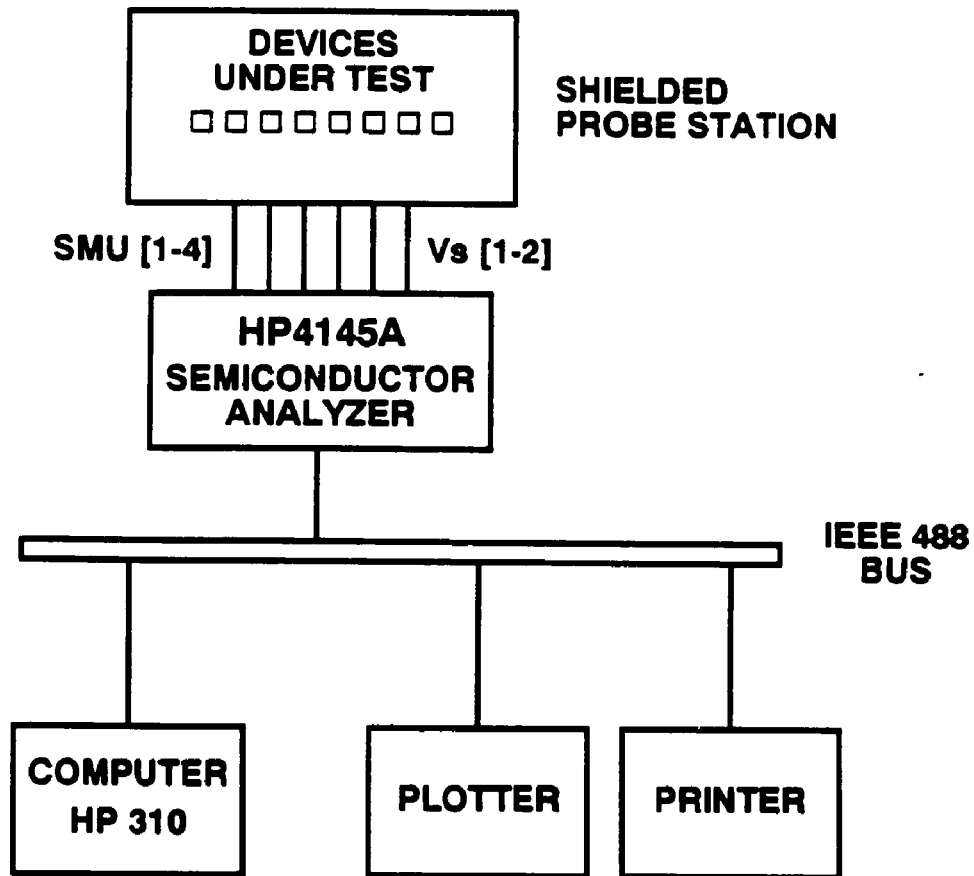 DEVICES
UNDER TEST
SHIELDED
PROBE STATION
SMU [1-4]
Vs [1-2]
HP4145A
SEMICONDUCTOR
ANALYZER
IEEE 488
BUS
COMPUTER
HP 310
PLOTTER
PRINTER